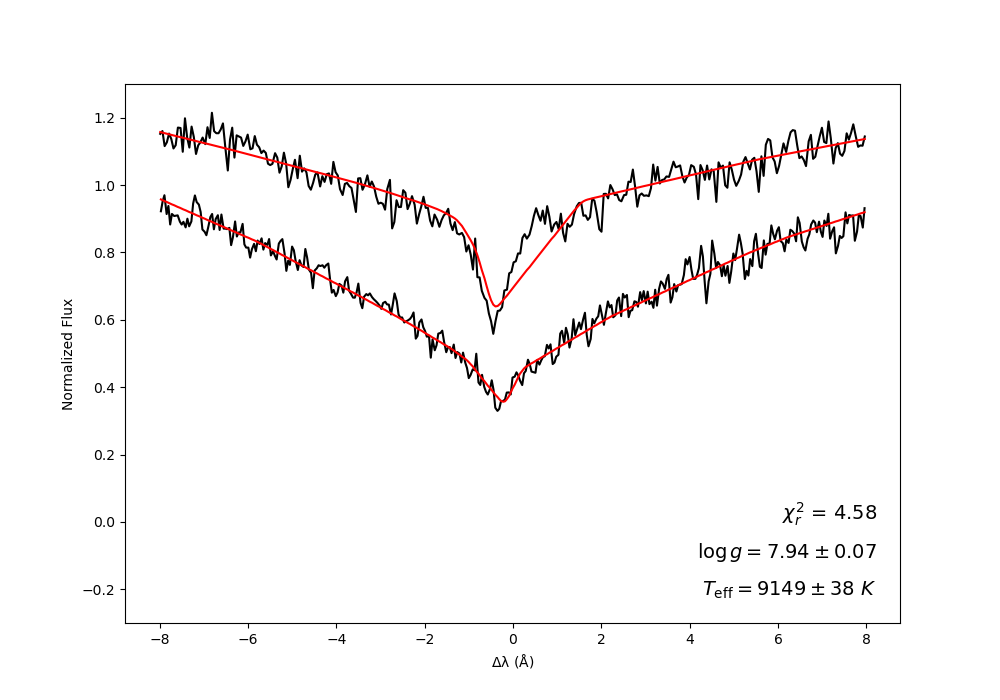 1.2
1.0
0.8
0.6
0.4
0.2
0.0
−0.2
Normalized Flux
χ²ᵣ = 4.58
log g = 7.94 ± 0.07
T_eff = 9149 ± 38 K
−8 −6 −4 −2 0 2 4 6 8
Δλ (Å)